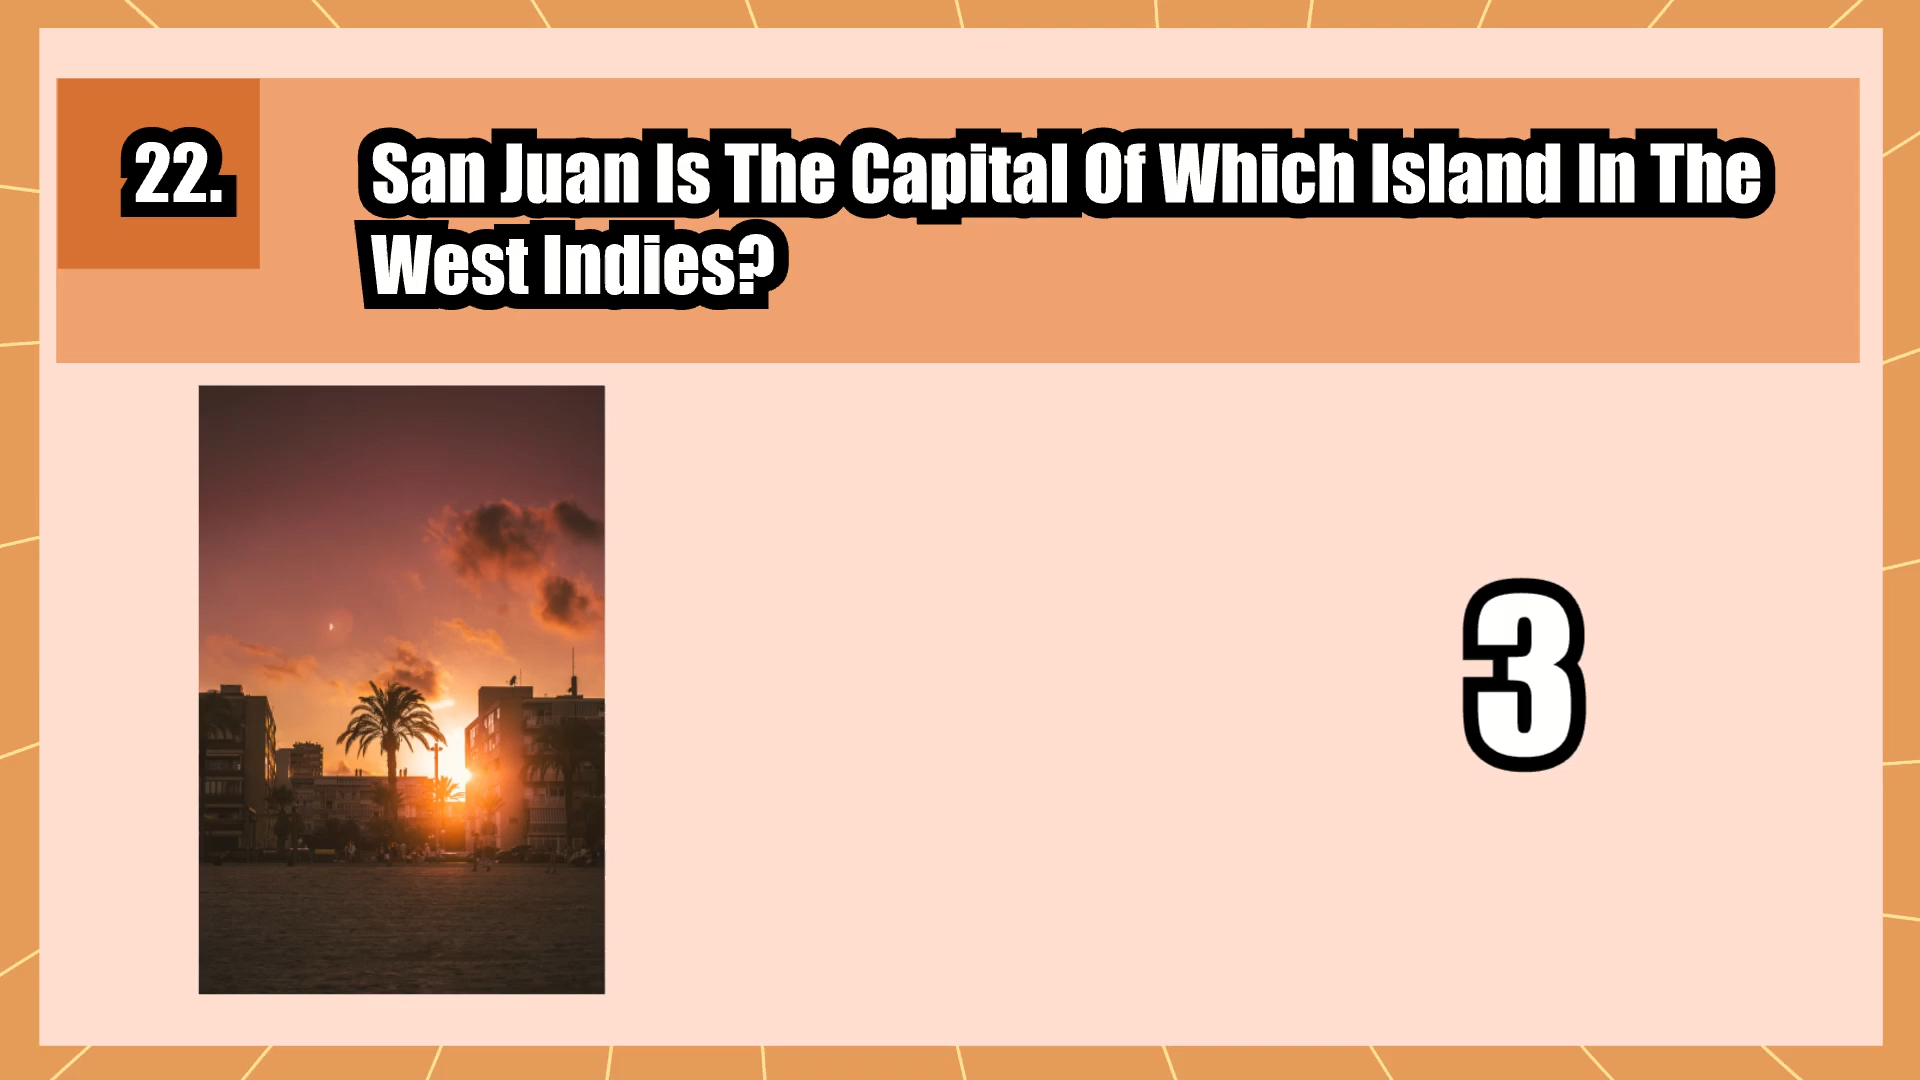 22. San Juan Is The Capital Of Which Island In The
West Indies?
3